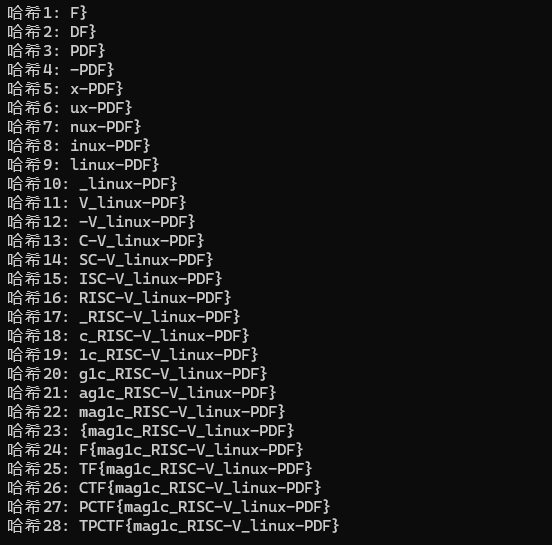 哈希1: F}
哈希2: DF}
哈希3: PDF}
哈希4: -PDF}
哈希5: x-PDF}
哈希6: ux-PDF}
哈希7: nux-PDF}
哈希8: inux-PDF}
哈希9: linux-PDF}
哈希10: _linux-PDF}
哈希11: V_linux-PDF}
哈希12: -V_linux-PDF}
哈希13: C-V_linux-PDF}
哈希14: SC-V_linux-PDF}
哈希15: ISC-V_linux-PDF}
哈希16: RISC-V_linux-PDF}
哈希17: _RISC-V_linux-PDF}
哈希18: c_RISC-V_linux-PDF}
哈希19: 1c_RISC-V_linux-PDF}
哈希20: g1c_RISC-V_linux-PDF}
哈希21: ag1c_RISC-V_linux-PDF}
哈希22: mag1c_RISC-V_linux-PDF}
哈希23: {mag1c_RISC-V_linux-PDF}
哈希24: F{mag1c_RISC-V_linux-PDF}
哈希25: TF{mag1c_RISC-V_linux-PDF}
哈希26: CTF{mag1c_RISC-V_linux-PDF}
哈希27: PCTF{mag1c_RISC-V_linux-PDF}
哈希28: TPCTF{mag1c_RISC-V_linux-PDF}